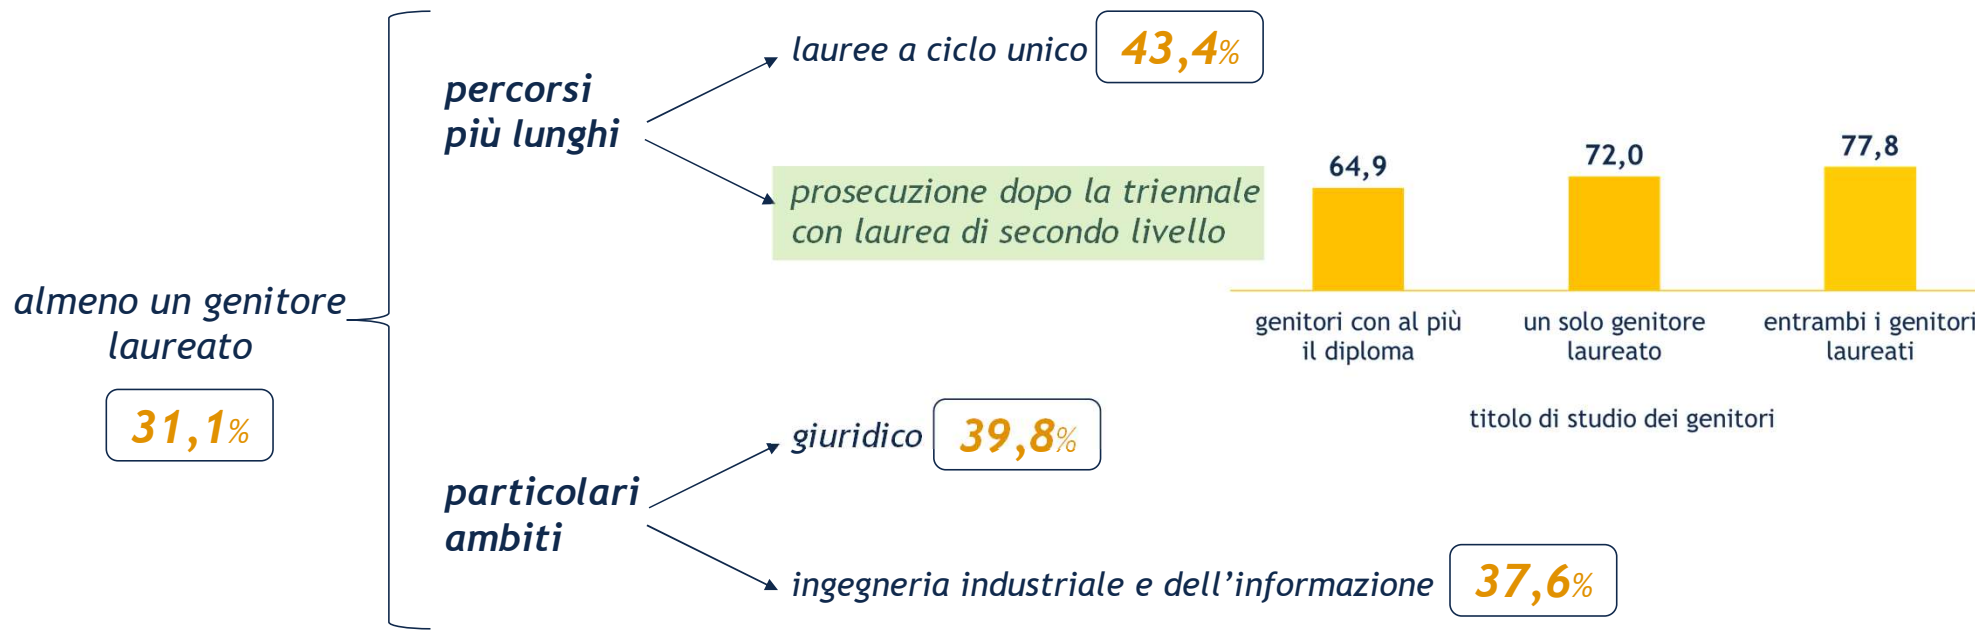 almeno un genitore
laureato
31,1%
percorsi
più lunghi
lauree a ciclo unico 43,4%
prosecuzione dopo la triennale
con laurea di secondo livello
64,9 72,0 77,8
genitori con al più un solo genitore entrambi i genitori
il diploma laureato laureati
titolo di studio dei genitori
particolari
ambiti
giuridico 39,8%
ingegneria industriale e dell’informazione 37,6%